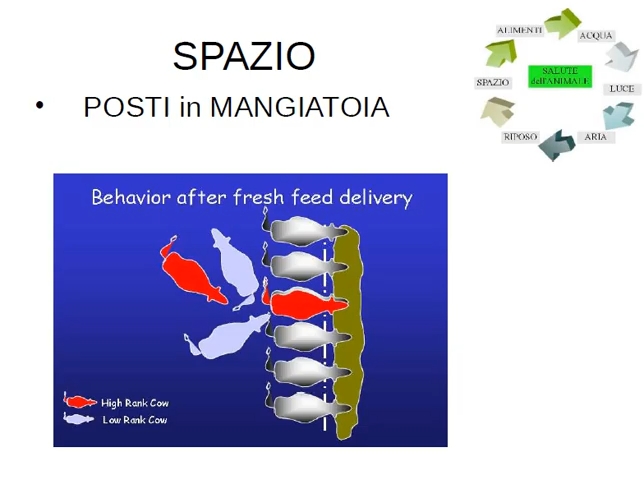 SPAZIO
• POSTI in MANGIATOIA
ALIMENTI
ACQUA
SPAZIO
SALUTE
dell'ANIMALE
LUCE
RIPOSO
ARIA
Behavior after fresh feed delivery
High Rank Cow
Low Rank Cow